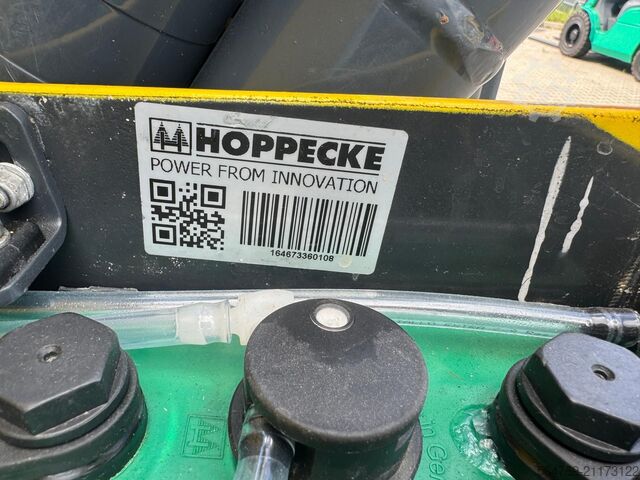 HOPPECKE
POWER FROM INNOVATION
164673360108